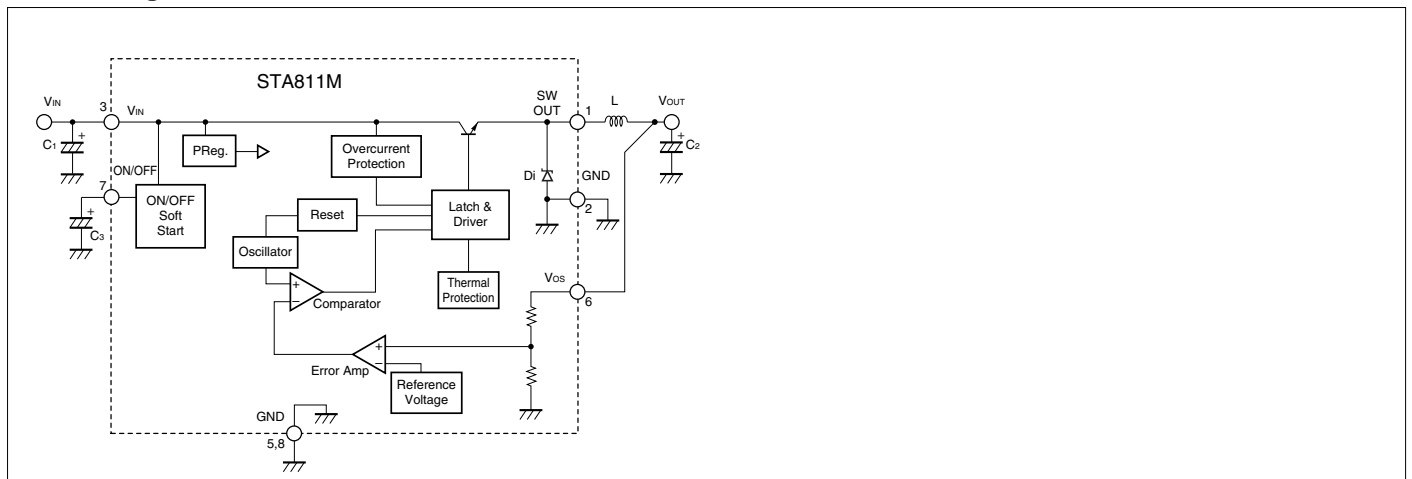 STA811M
VIN
3
VIN
SW
OUT
1
L
VOUT
+
C1
PReg.
Overcurrent
Protection
+
C2
ON/OFF
Di
GND
7
ON/OFF
Soft
Start
Latch &
Driver
2
+
C3
Reset
Oscillator
Thermal
Protection
VOS
6
+
−
Comparator
+
−
Error Amp
Reference
Voltage
GND
5,8